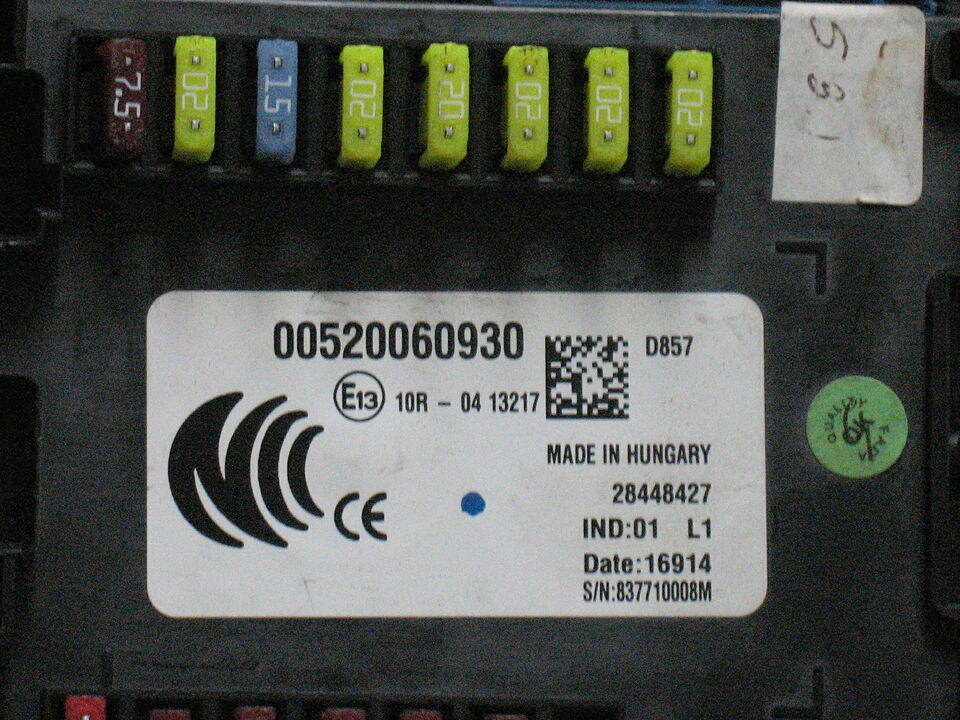 7.5 20 15 20 20 20 20 20
00520060930 D857
E13 10R - 04 13217
MADE IN HUNGARY
CE
28448427
IND:01 L1
Date:16914
S/N:837710008M